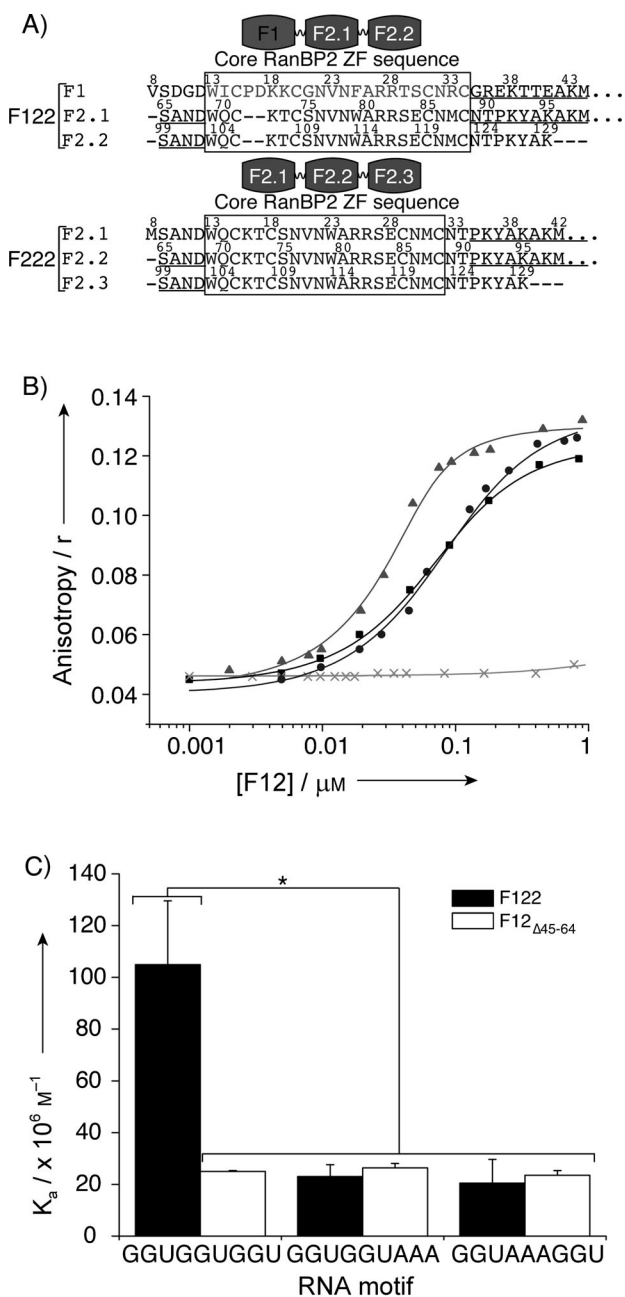 A)
F1 F2.1 F2.2
Core RanBP2 ZF sequence
8 13 18 23 28 33 38 43
F1 VSDGDWICPDKKCGNVNFARRTSCNRCGREKTTEAKM...
65 70 75 80 85 90 95
F122 F2.1 -SANDWQC--KTCSNVNWARRSECNMCNTPKYAKAKM...
99 104 109 114 119 124 129
F2.2 -SANDWQC--KTCSNVNWARRSECNMCNTPKYAK----
F2.1 F2.2 F2.3
Core RanBP2 ZF sequence
8 13 18 23 28 33 38 42
F2.1 MSANDWQCKTCSNVNWARRSECNMCNTPKYAKAKM...
65 70 75 80 85 90 95
F222 F2.2 -SANDWQCKTCSNVNWARRSECNMCNTPKYAKAKM...
99 104 109 114 119 124 129
F2.3 -SANDWQCKTCSNVNWARRSECNMCNTPKYAK----
B)
0.14
0.12
0.10
0.08
0.06
0.04
Anisotropy / r
0.001 0.01 0.1 1
[F12] / μM
C)
140
120
100
80
60
40
20
0
Kₐ / x 10⁶ M⁻¹
*
F122
F12Δ45-64
GGUGGUGGU GGUGGUAAA GGUAAAGGU
RNA motif